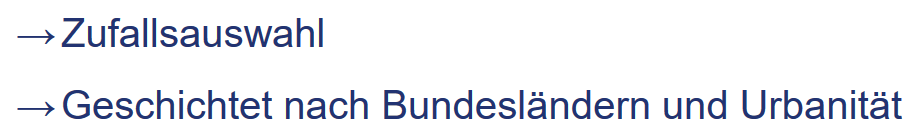 → Zufallsauswahl
→ Geschichtet nach Bundesländern und Urbanität